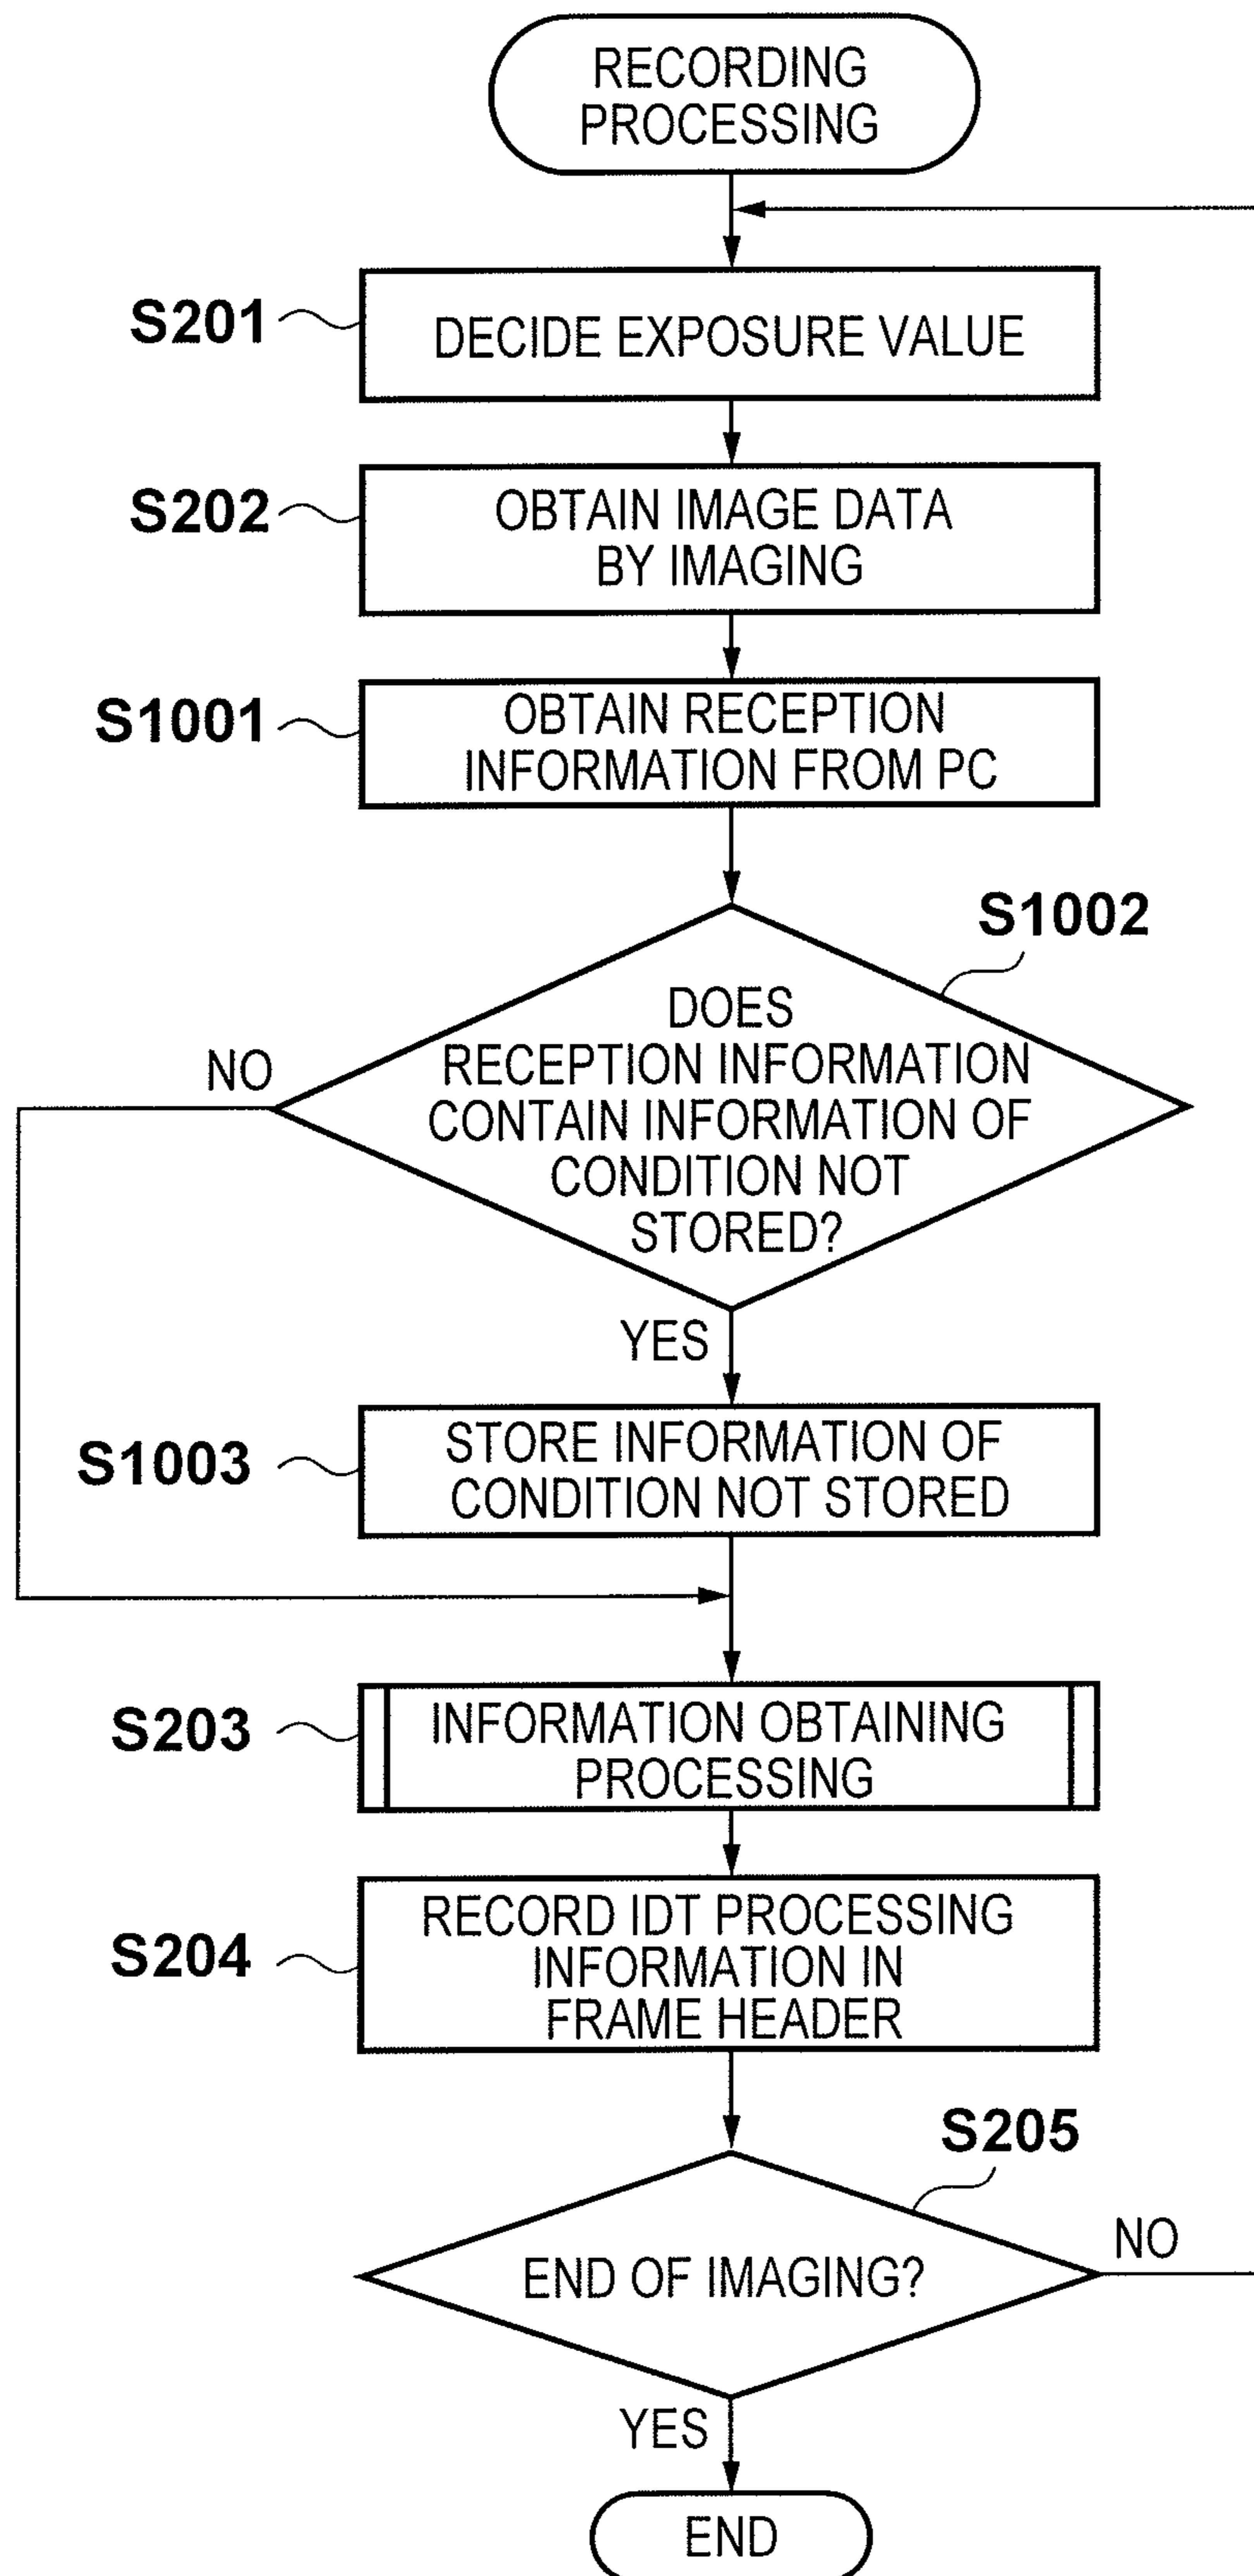 RECORDING
PROCESSING
S201
DECIDE EXPOSURE VALUE
S202
OBTAIN IMAGE DATA
BY IMAGING
S1001
OBTAIN RECEPTION
INFORMATION FROM PC
S1002
DOES
RECEPTION INFORMATION
CONTAIN INFORMATION OF
CONDITION NOT
STORED?
NO
YES
S1003
STORE INFORMATION OF
CONDITION NOT STORED
S203
INFORMATION OBTAINING
PROCESSING
S204
RECORD IDT PROCESSING
INFORMATION IN
FRAME HEADER
S205
END OF IMAGING?
NO
YES
END